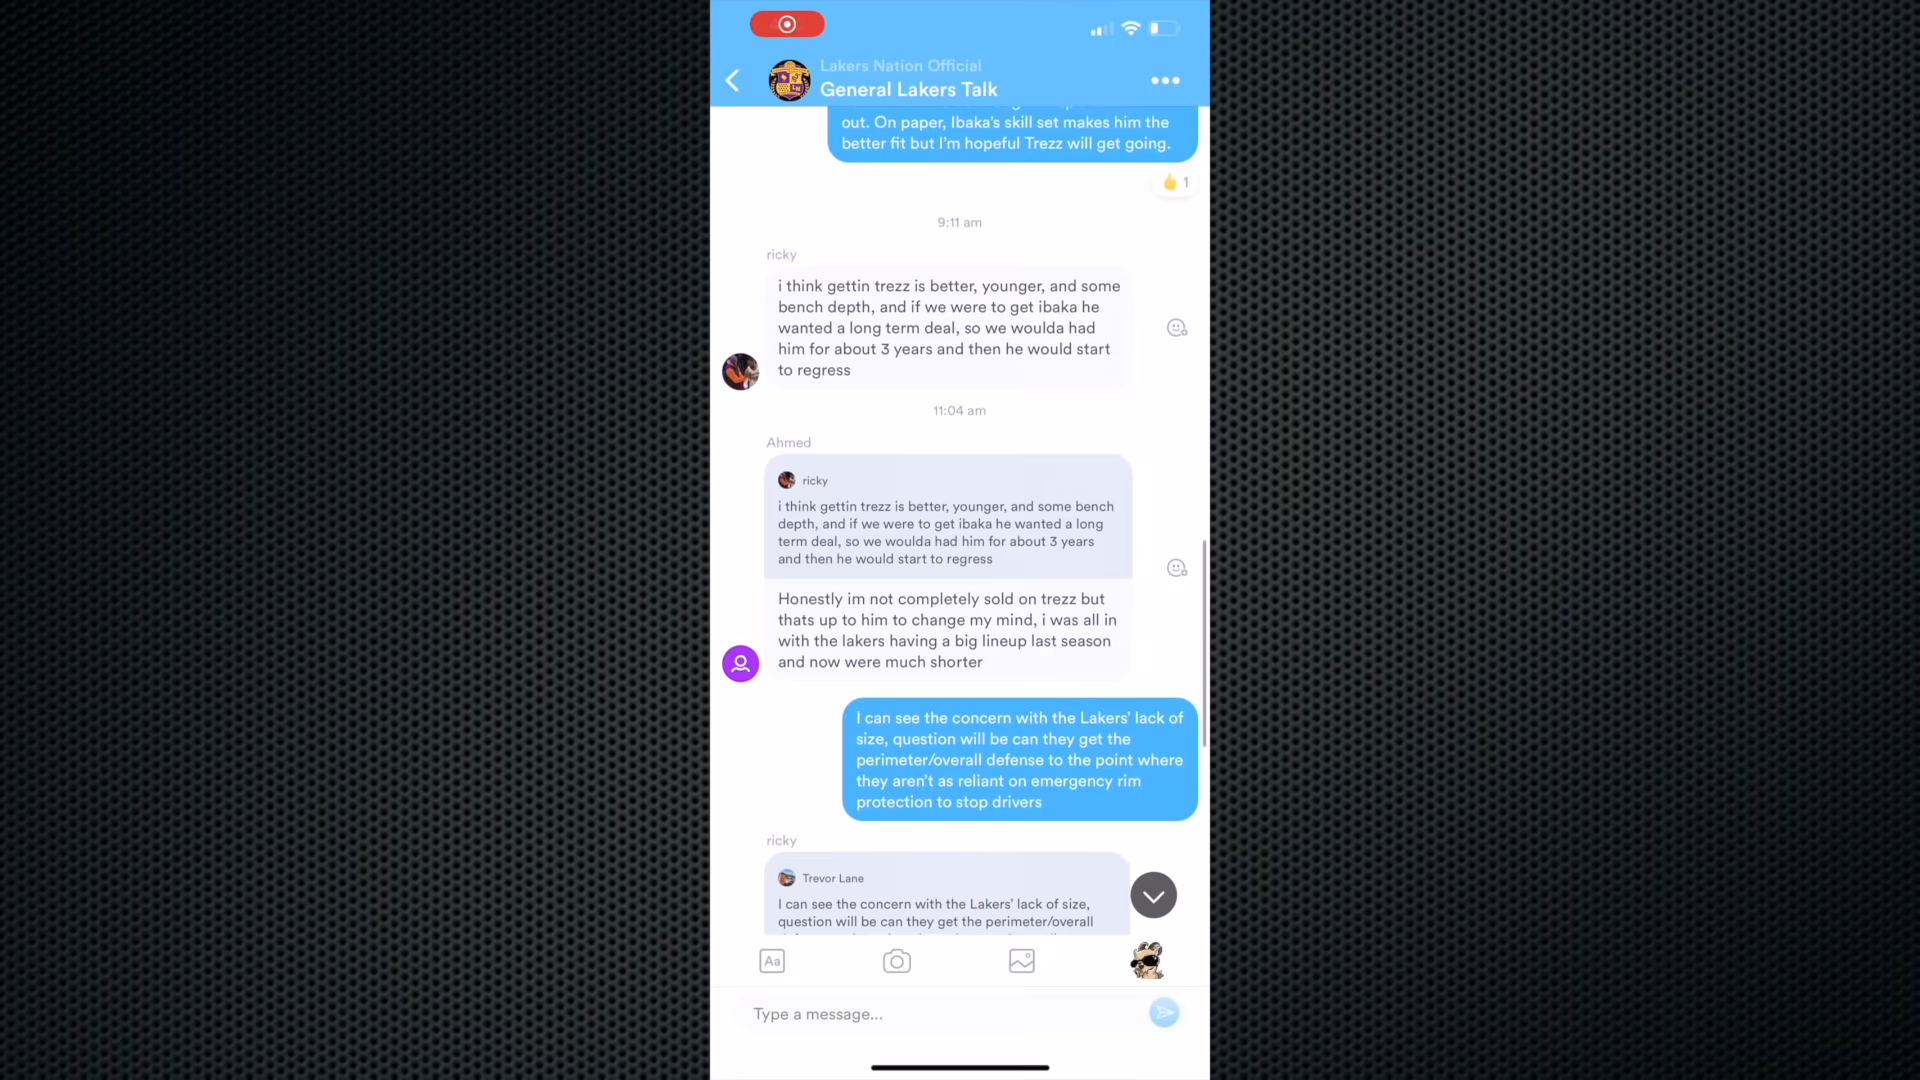 Lakers Nation Official
General Lakers Talk
out. On paper, Ibaka’s skill set makes him the
better fit but I’m hopeful Trezz will get going.
1
9:11 am
ricky
i think gettin trezz is better, younger, and some
bench depth, and if we were to get ibaka he
wanted a long term deal, so we woulda had
him for about 3 years and then he would start
to regress
11:04 am
Ahmed
ricky
i think gettin trezz is better, younger, and some bench
depth, and if we were to get ibaka he wanted a long
term deal, so we woulda had him for about 3 years
and then he would start to regress
Honestly im not completely sold on trezz but
thats up to him to change my mind, i was all in
with the lakers having a big lineup last season
and now were much shorter
I can see the concern with the Lakers’ lack of
size, question will be can they get the
perimeter/overall defense to the point where
they aren’t as reliant on emergency rim
protection to stop drivers
ricky
Trevor Lane
I can see the concern with the Lakers’ lack of size,
question will be can they get the perimeter/overall
Aa
Type a message...